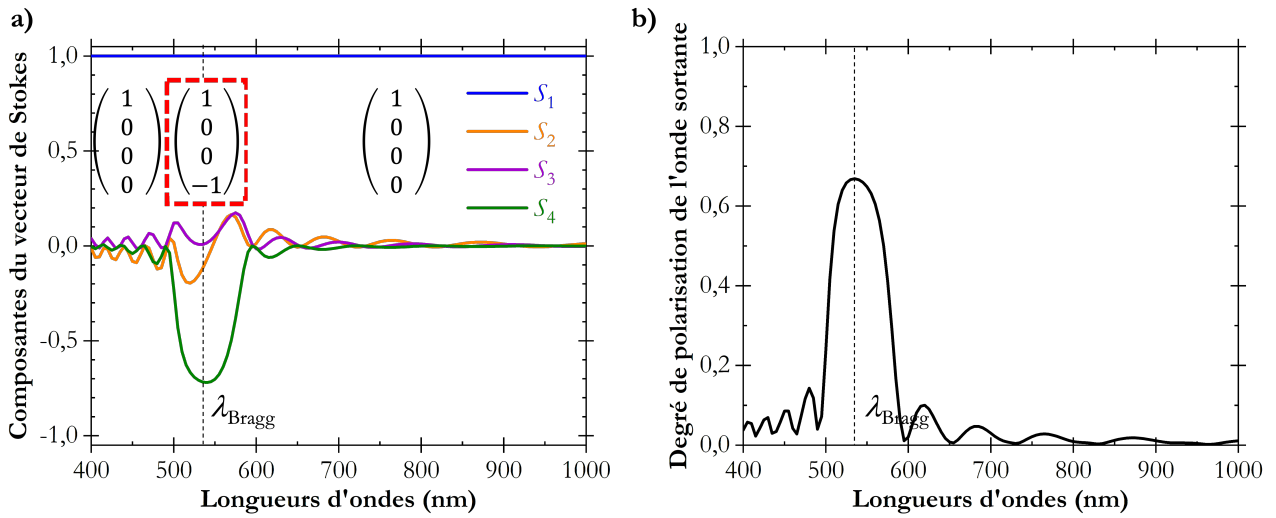 a)
Composantes du vecteur de Stokes
1,0
0,5
0,0
-0,5
-1,0
1
0
0
0
1
0
0
−1
1
0
0
0
S1
S2
S3
S4
λBragg
400 500 600 700 800 900 1000
Longueurs d'ondes (nm)
b)
Degré de polarisation de l'onde sortante
1,0
0,8
0,6
0,4
0,2
0,0
λBragg
400 500 600 700 800 900 1000
Longueurs d'ondes (nm)